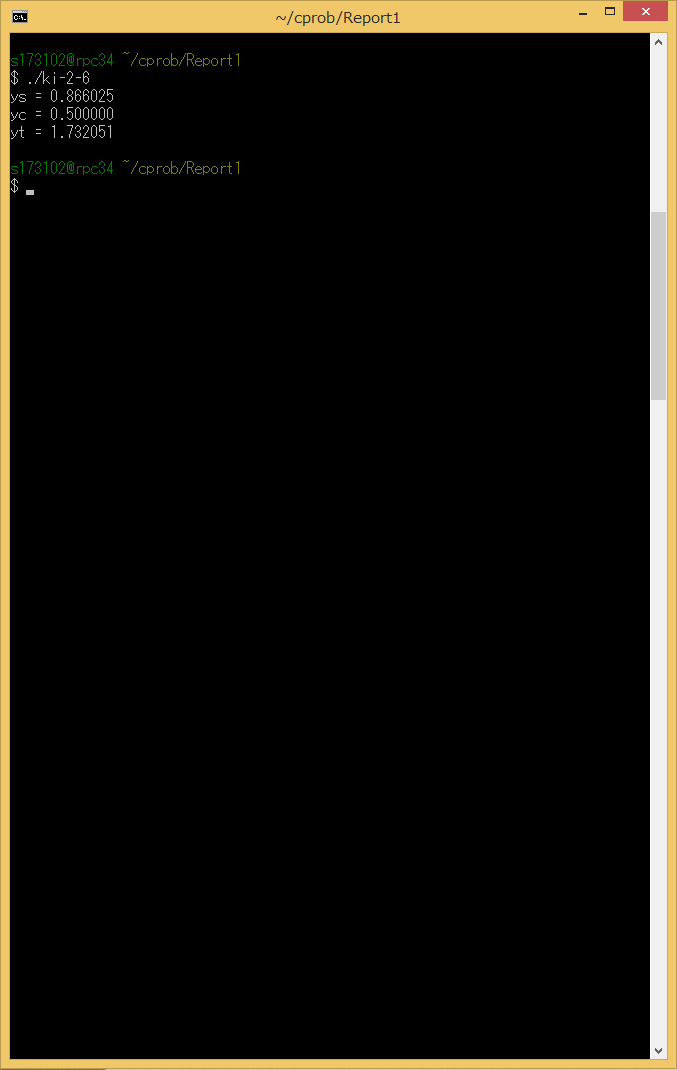 ~/cprob/Report1
s173102@rpc34 ~/cprob/Report1
$ ./ki-2-6
ys = 0.866025
yc = 0.500000
yt = 1.732051
s173102@rpc34 ~/cprob/Report1
$